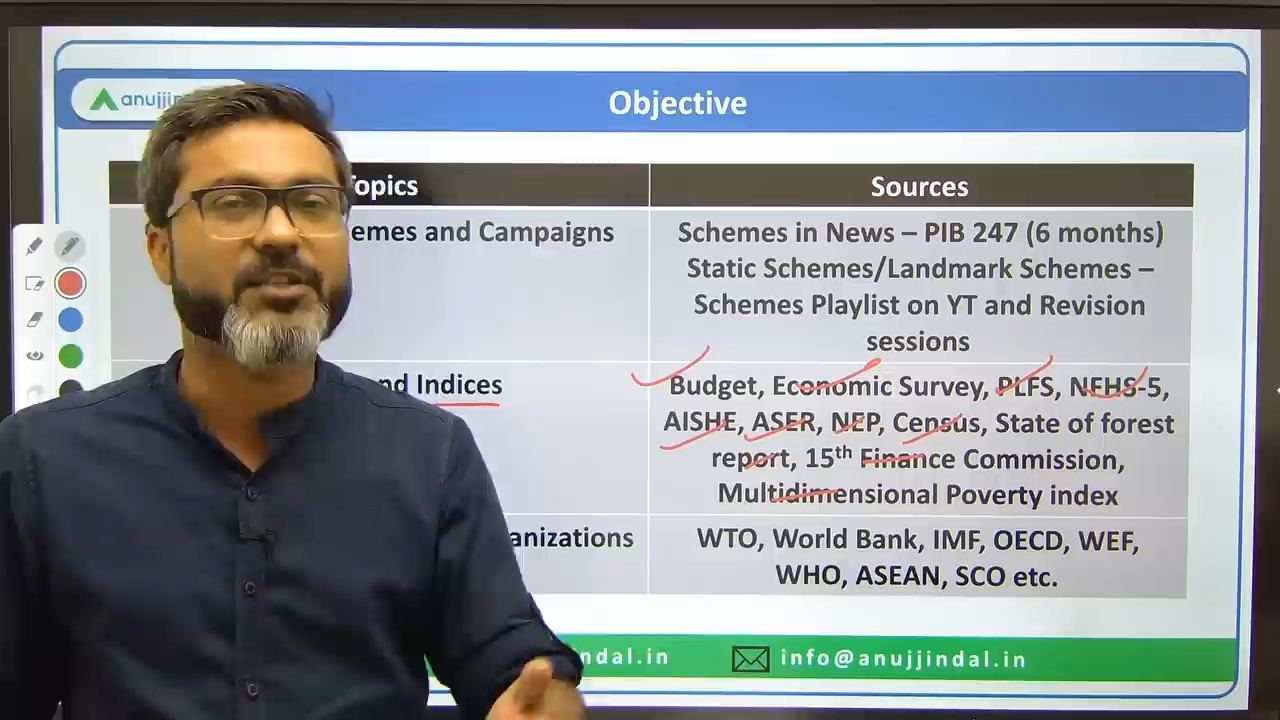 Objective
Sources
emes and Campaigns
Schemes in News – PIB 247 (6 months)
Static Schemes/Landmark Schemes –
Schemes Playlist on YT and Revision
sessions
Indices
Budget, Economic Survey, PLFS, NFHS-5,
AISHE, ASER, NEP, Census, State of forest
report, 15th Finance Commission,
Multidimensional Poverty index
anizations
WTO, World Bank, IMF, OECD, WEF,
WHO, ASEAN, SCO etc.
ndal.in
info@anujjindal.in